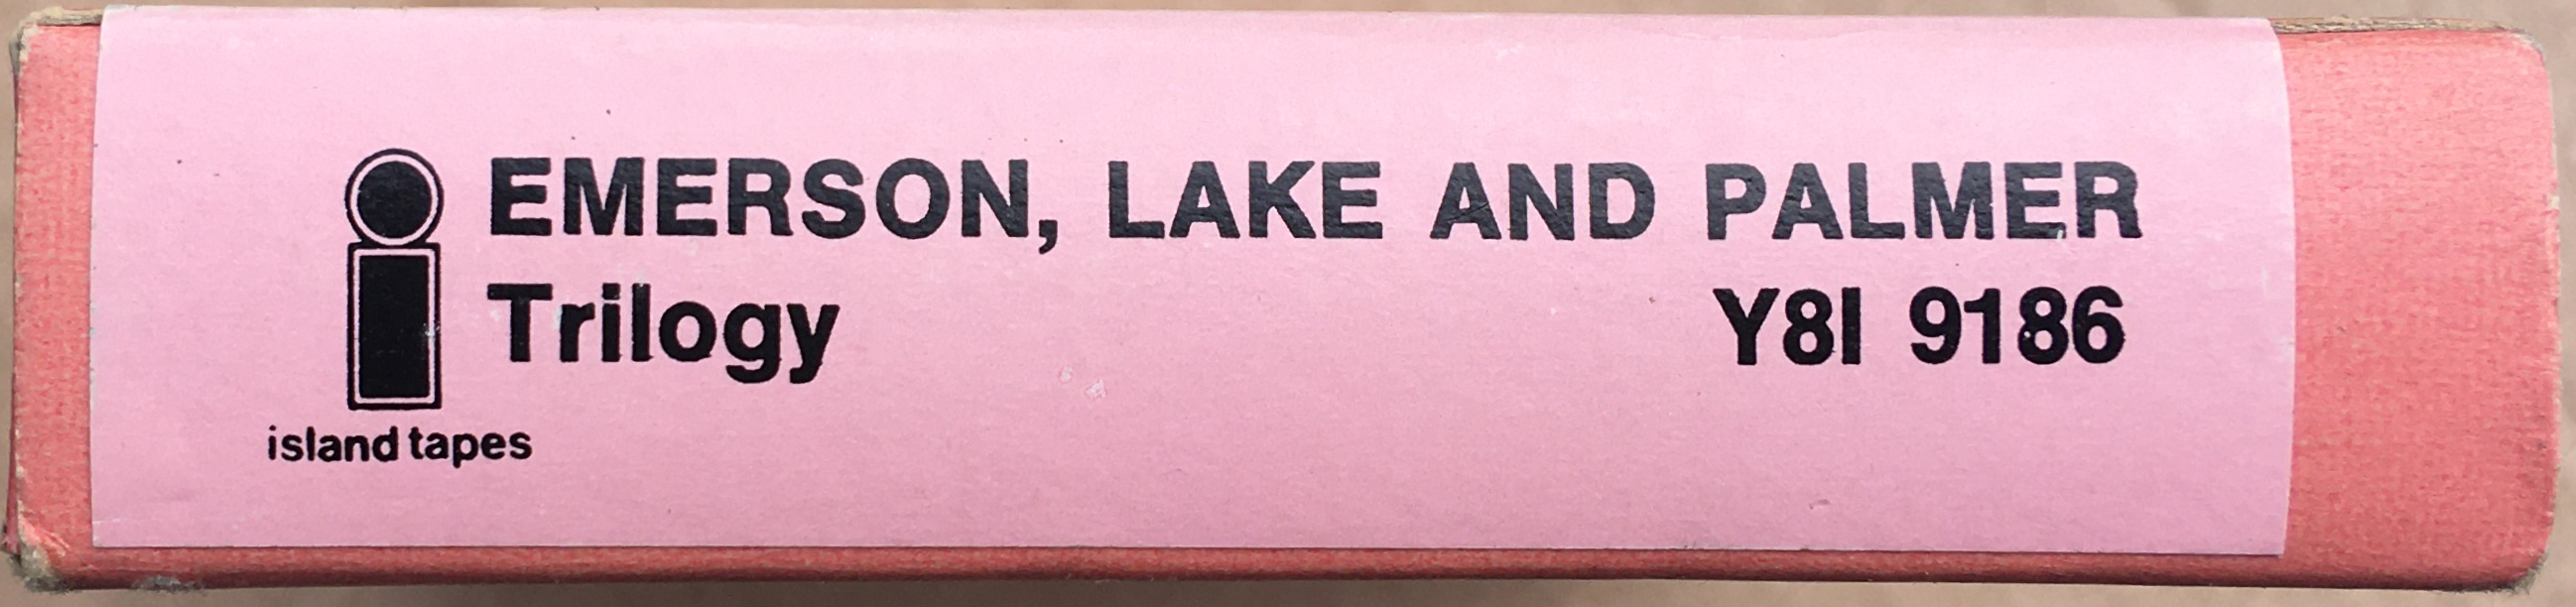 EMERSON, LAKE AND PALMER
Trilogy Y8I 9186
island tapes